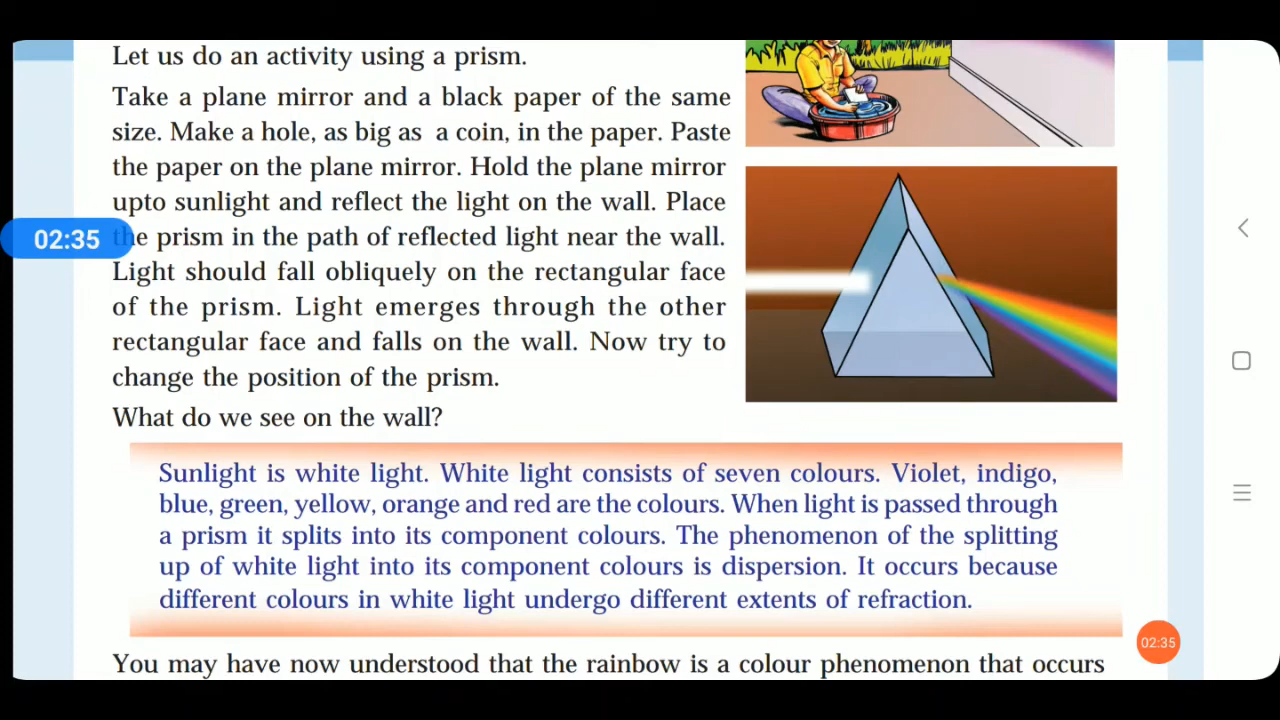 Let us do an activity using a prism.
Take a plane mirror and a black paper of the same
size. Make a hole, as big as a coin, in the paper. Paste
the paper on the plane mirror. Hold the plane mirror
upto sunlight and reflect the light on the wall. Place
02:35
the prism in the path of reflected light near the wall.
Light should fall obliquely on the rectangular face
of the prism. Light emerges through the other
rectangular face and falls on the wall. Now try to
change the position of the prism.
What do we see on the wall?
Sunlight is white light. White light consists of seven colours. Violet, indigo,
blue, green, yellow, orange and red are the colours. When light is passed through
a prism it splits into its component colours. The phenomenon of the splitting
up of white light into its component colours is dispersion. It occurs because
different colours in white light undergo different extents of refraction.
02:35
You may have now understood that the rainbow is a colour phenomenon that occurs